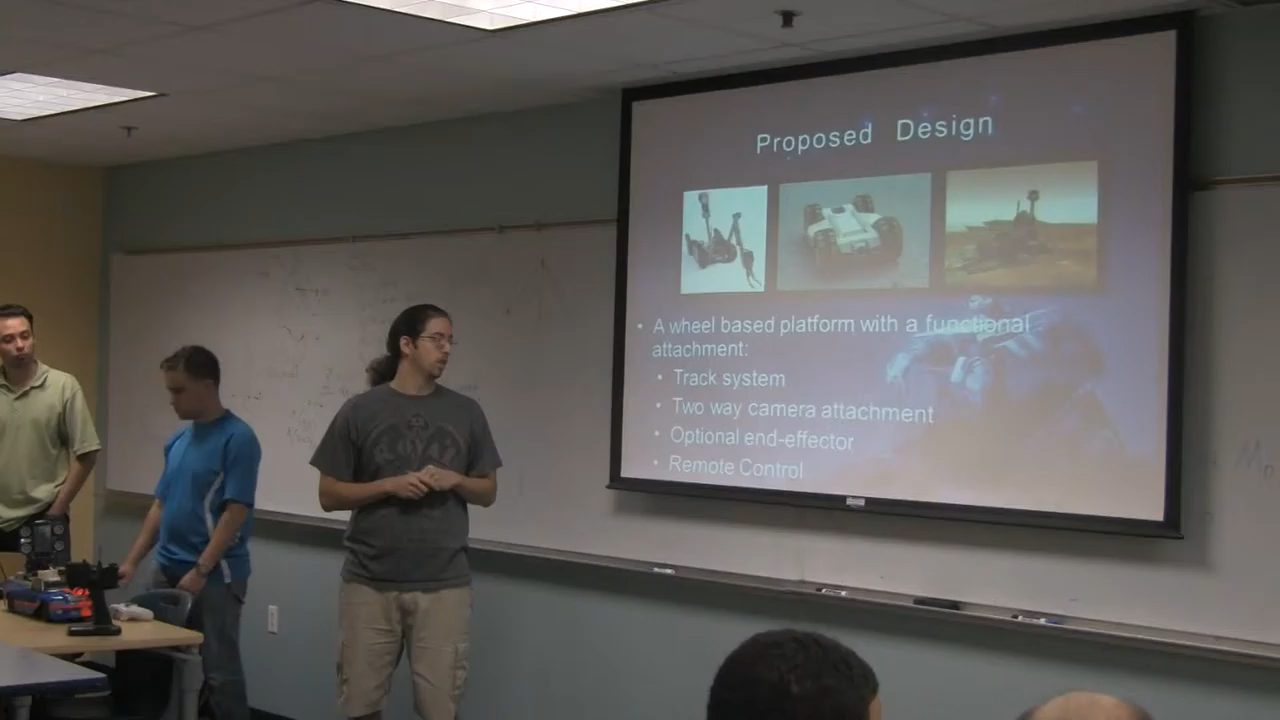 Proposed Design
• A wheel based platform with a functional
attachment:
• Track system
• Two way camera attachment
• Optional end-effector
• Remote Control
ROYAL